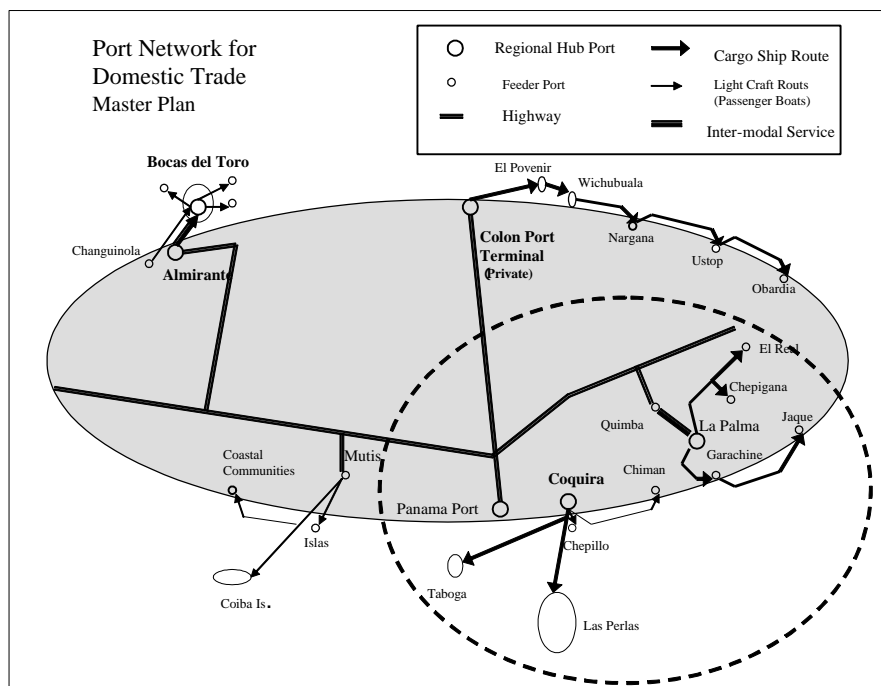 Port Network for
Domestic Trade
Master Plan
Regional Hub Port
Feeder Port
Highway
Cargo Ship Route
Light Craft Routs
(Passenger Boats)
Inter-modal Service
Bocas del Toro
Changuinola
Almirante
El Povenir
Wichubuala
Colon Port
Terminal
(Private)
Nargana
Ustop
Obardia
El Real
Chepigana
Quimba
La Palma
Jaque
Garachine
Chiman
Coastal
Communities
Mutis
Panama Port
Coquira
Islas
Chepillo
Coiba Is.
Taboga
Las Perlas